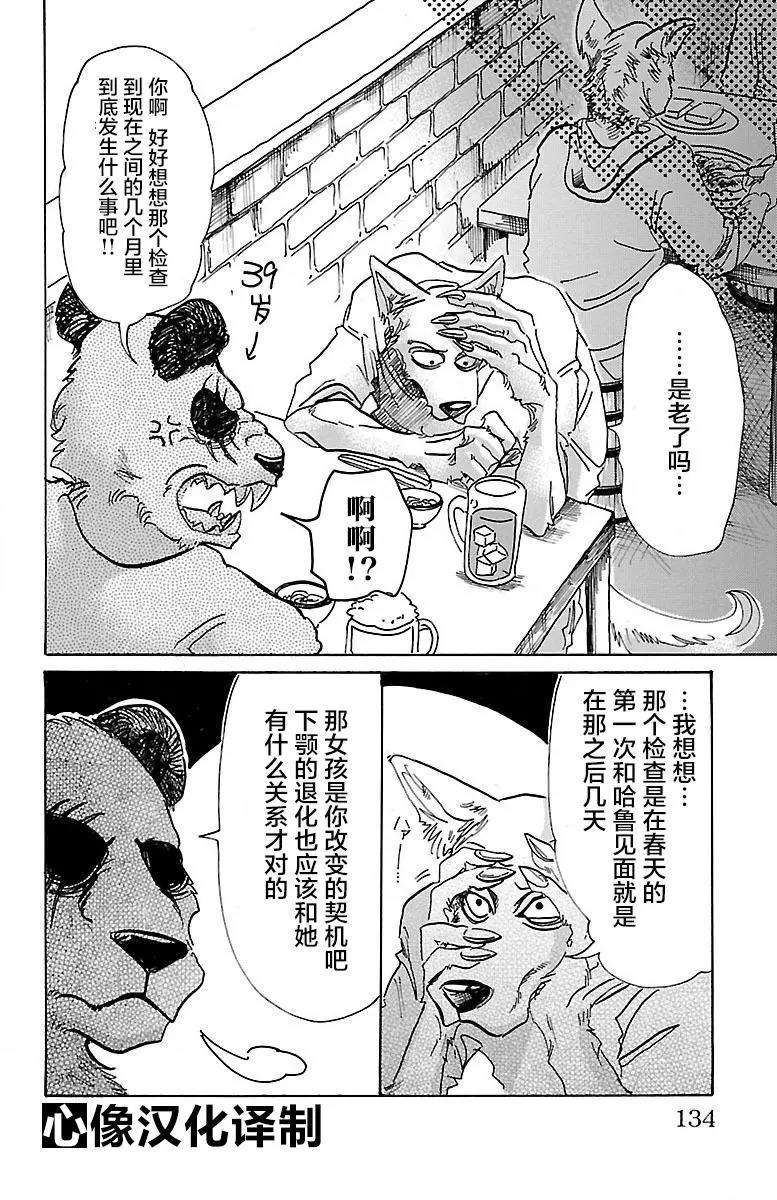 ……是老了吗…
你啊 好好想想那个检查
到现在之间的几个月里
到底发生什么事吧!!
39岁
啊啊!?
…我想想…
那个检查是在春天的
第一次和哈鲁见面就是
在那之后几天
那女孩是你改变的契机吧
下颚的退化也应该和她
有什么关系才对的
134
心像汉化译制